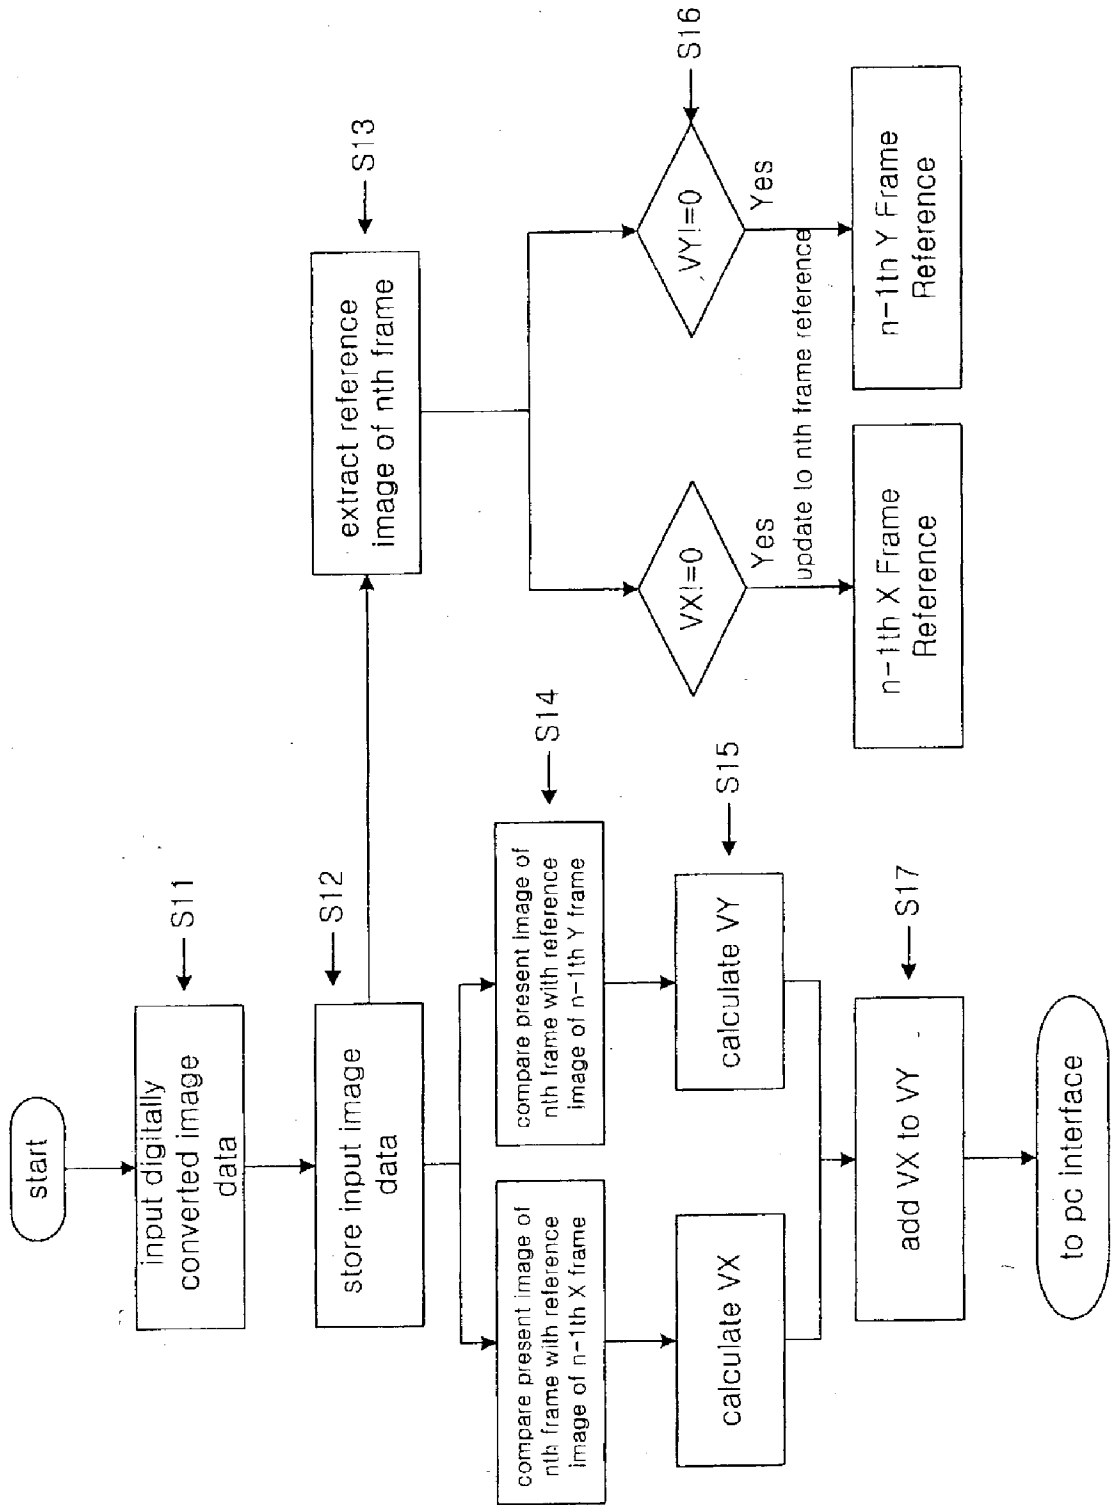 start
input digitally
converted image
data
S11
store input image
data
S12
extract reference
image of nth frame
S13
compare present image of
nth frame with reference
image of n-1th X frame
compare present image of
nth frame with reference
image of n-1th Y frame
S14
calculate VX
calculate VY
S15
VX!=0
VY!=0
S16
Yes
Yes
update to nth frame reference
n-1th X Frame
Reference
n-1th Y Frame
Reference
add VX to VY
S17
to pc interface